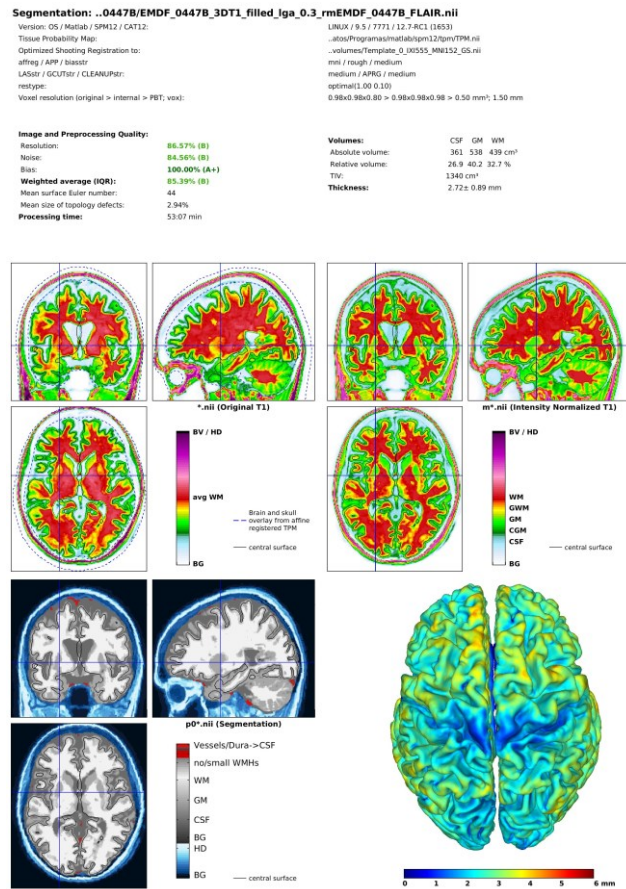 Segmentation: ..0447B/EMDF_0447B_3DT1_filled_lga_0.3_rmEMDF_0447B_FLAIR.nii
Version: OS / Matlab / SPM12 / CAT12: LINUX / 9.5 / 7771 / 12.7-RC1 (1653)
Tissue Probability Map: ..atos/Programas/matlab/spm12/tpm/TPM.nii
Optimized Shooting Registration to: ..volumes/Template_0_IXI555_MNI152_GS.nii
affreg / APP / biasstr mni / rough / medium
LASstr / GCUTstr / CLEANUPstr: medium / APRG / medium
restype: optimal(1.00 0.10)
Voxel resolution (original > internal > PBT; vox): 0.98x0.98x0.80 > 0.98x0.98x0.98 > 0.50 mm³; 1.50 mm
Image and Preprocessing Quality:
Resolution: 86.57% (B)
Noise: 84.56% (B)
Bias: 100.00% (A+)
Weighted average (IQR): 85.39% (B)
Mean surface Euler number: 44
Mean size of topology defects: 2.94%
Processing time: 53:07 min
Volumes: CSF GM WM
Absolute volume: 361 538 439 cm³
Relative volume: 26.9 40.2 32.7 %
TIV: 1340 cm³
Thickness: 2.72± 0.89 mm
*.nii (Original T1)
BV / HD
avg WM
BG
Brain and skull
overlay from affine
registered TPM
central surface
m*.nii (Intensity Normalized T1)
BV / HD
WM
GWM
GM
CGM
CSF
BG
central surface
p0*.nii (Segmentation)
Vessels/Dura->CSF
no/small WMHs
WM
GM
CSF
BG
HD
BG
central surface
0 1 2 3 4 5 6 mm